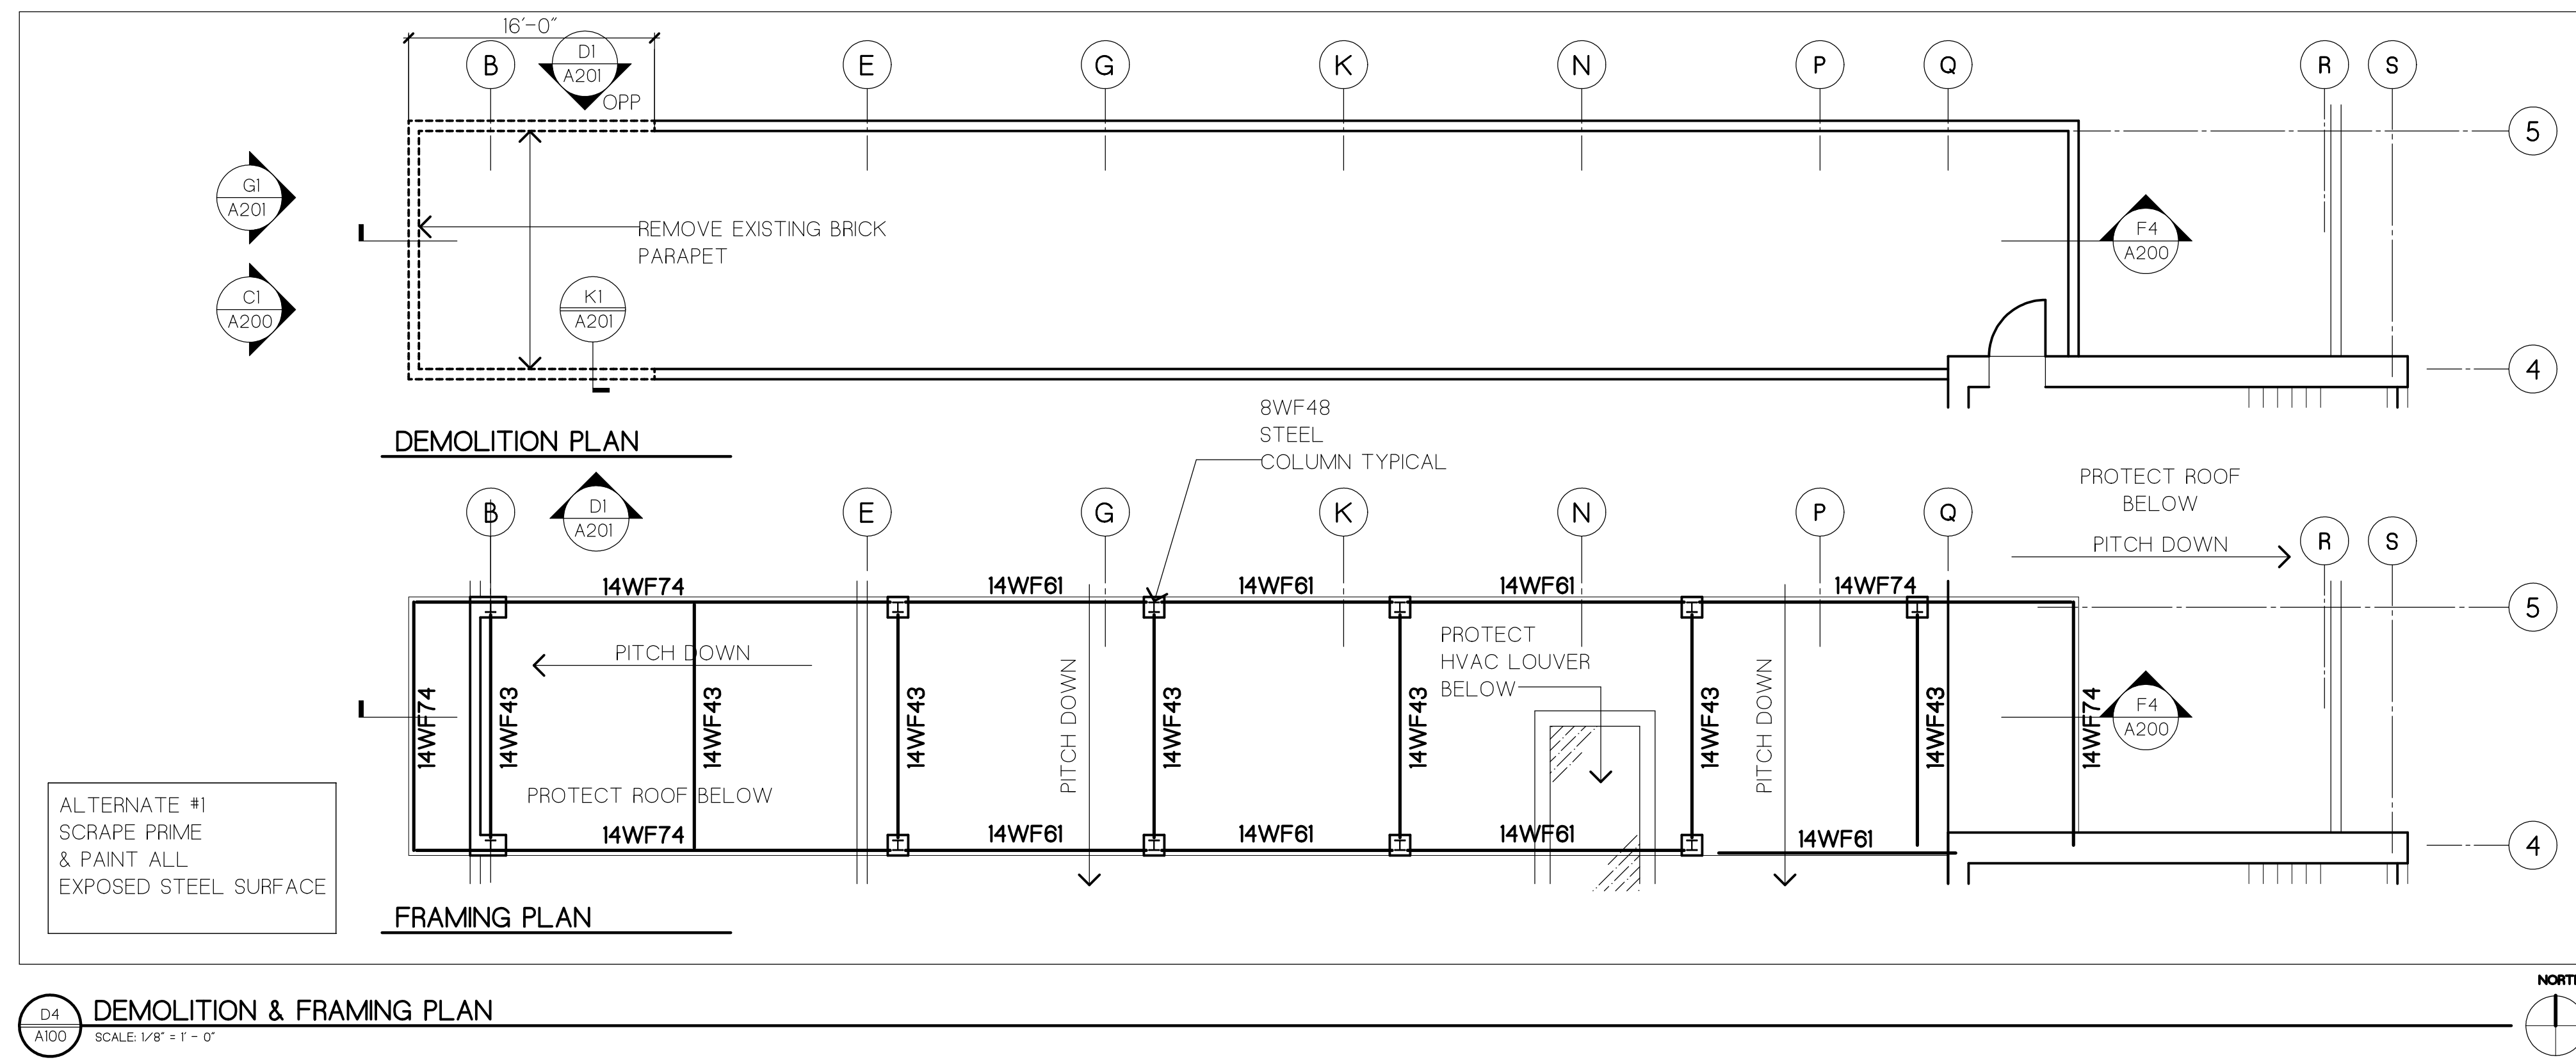 16'-0"
B
D1
A201
OPP
E
G
K
N
P
Q
R
S
5
G1
A201
REMOVE EXISTING BRICK
PARAPET
F4
A200
C1
A200
K1
A201
4
8WF48
STEEL
COLUMN TYPICAL
DEMOLITION PLAN
PROTECT ROOF
BELOW
PITCH DOWN
B
D1
A201
E
G
K
N
P
Q
R
S
14WF74
14WF61
14WF61
14WF61
14WF74
5
PITCH DOWN
PROTECT
HVAC LOUVER
BELOW
14WF74
14WF43
14WF43
14WF43
PITCH DOWN
14WF43
14WF43
14WF43
PITCH DOWN
14WF43
14WF74
F4
A200
PROTECT ROOF BELOW
14WF74
14WF61
14WF61
14WF61
14WF61
4
ALTERNATE #1
SCRAPE PRIME
& PAINT ALL
EXPOSED STEEL SURFACE
FRAMING PLAN
D4
A100
DEMOLITION & FRAMING PLAN
SCALE: 1/8" = 1' - 0"